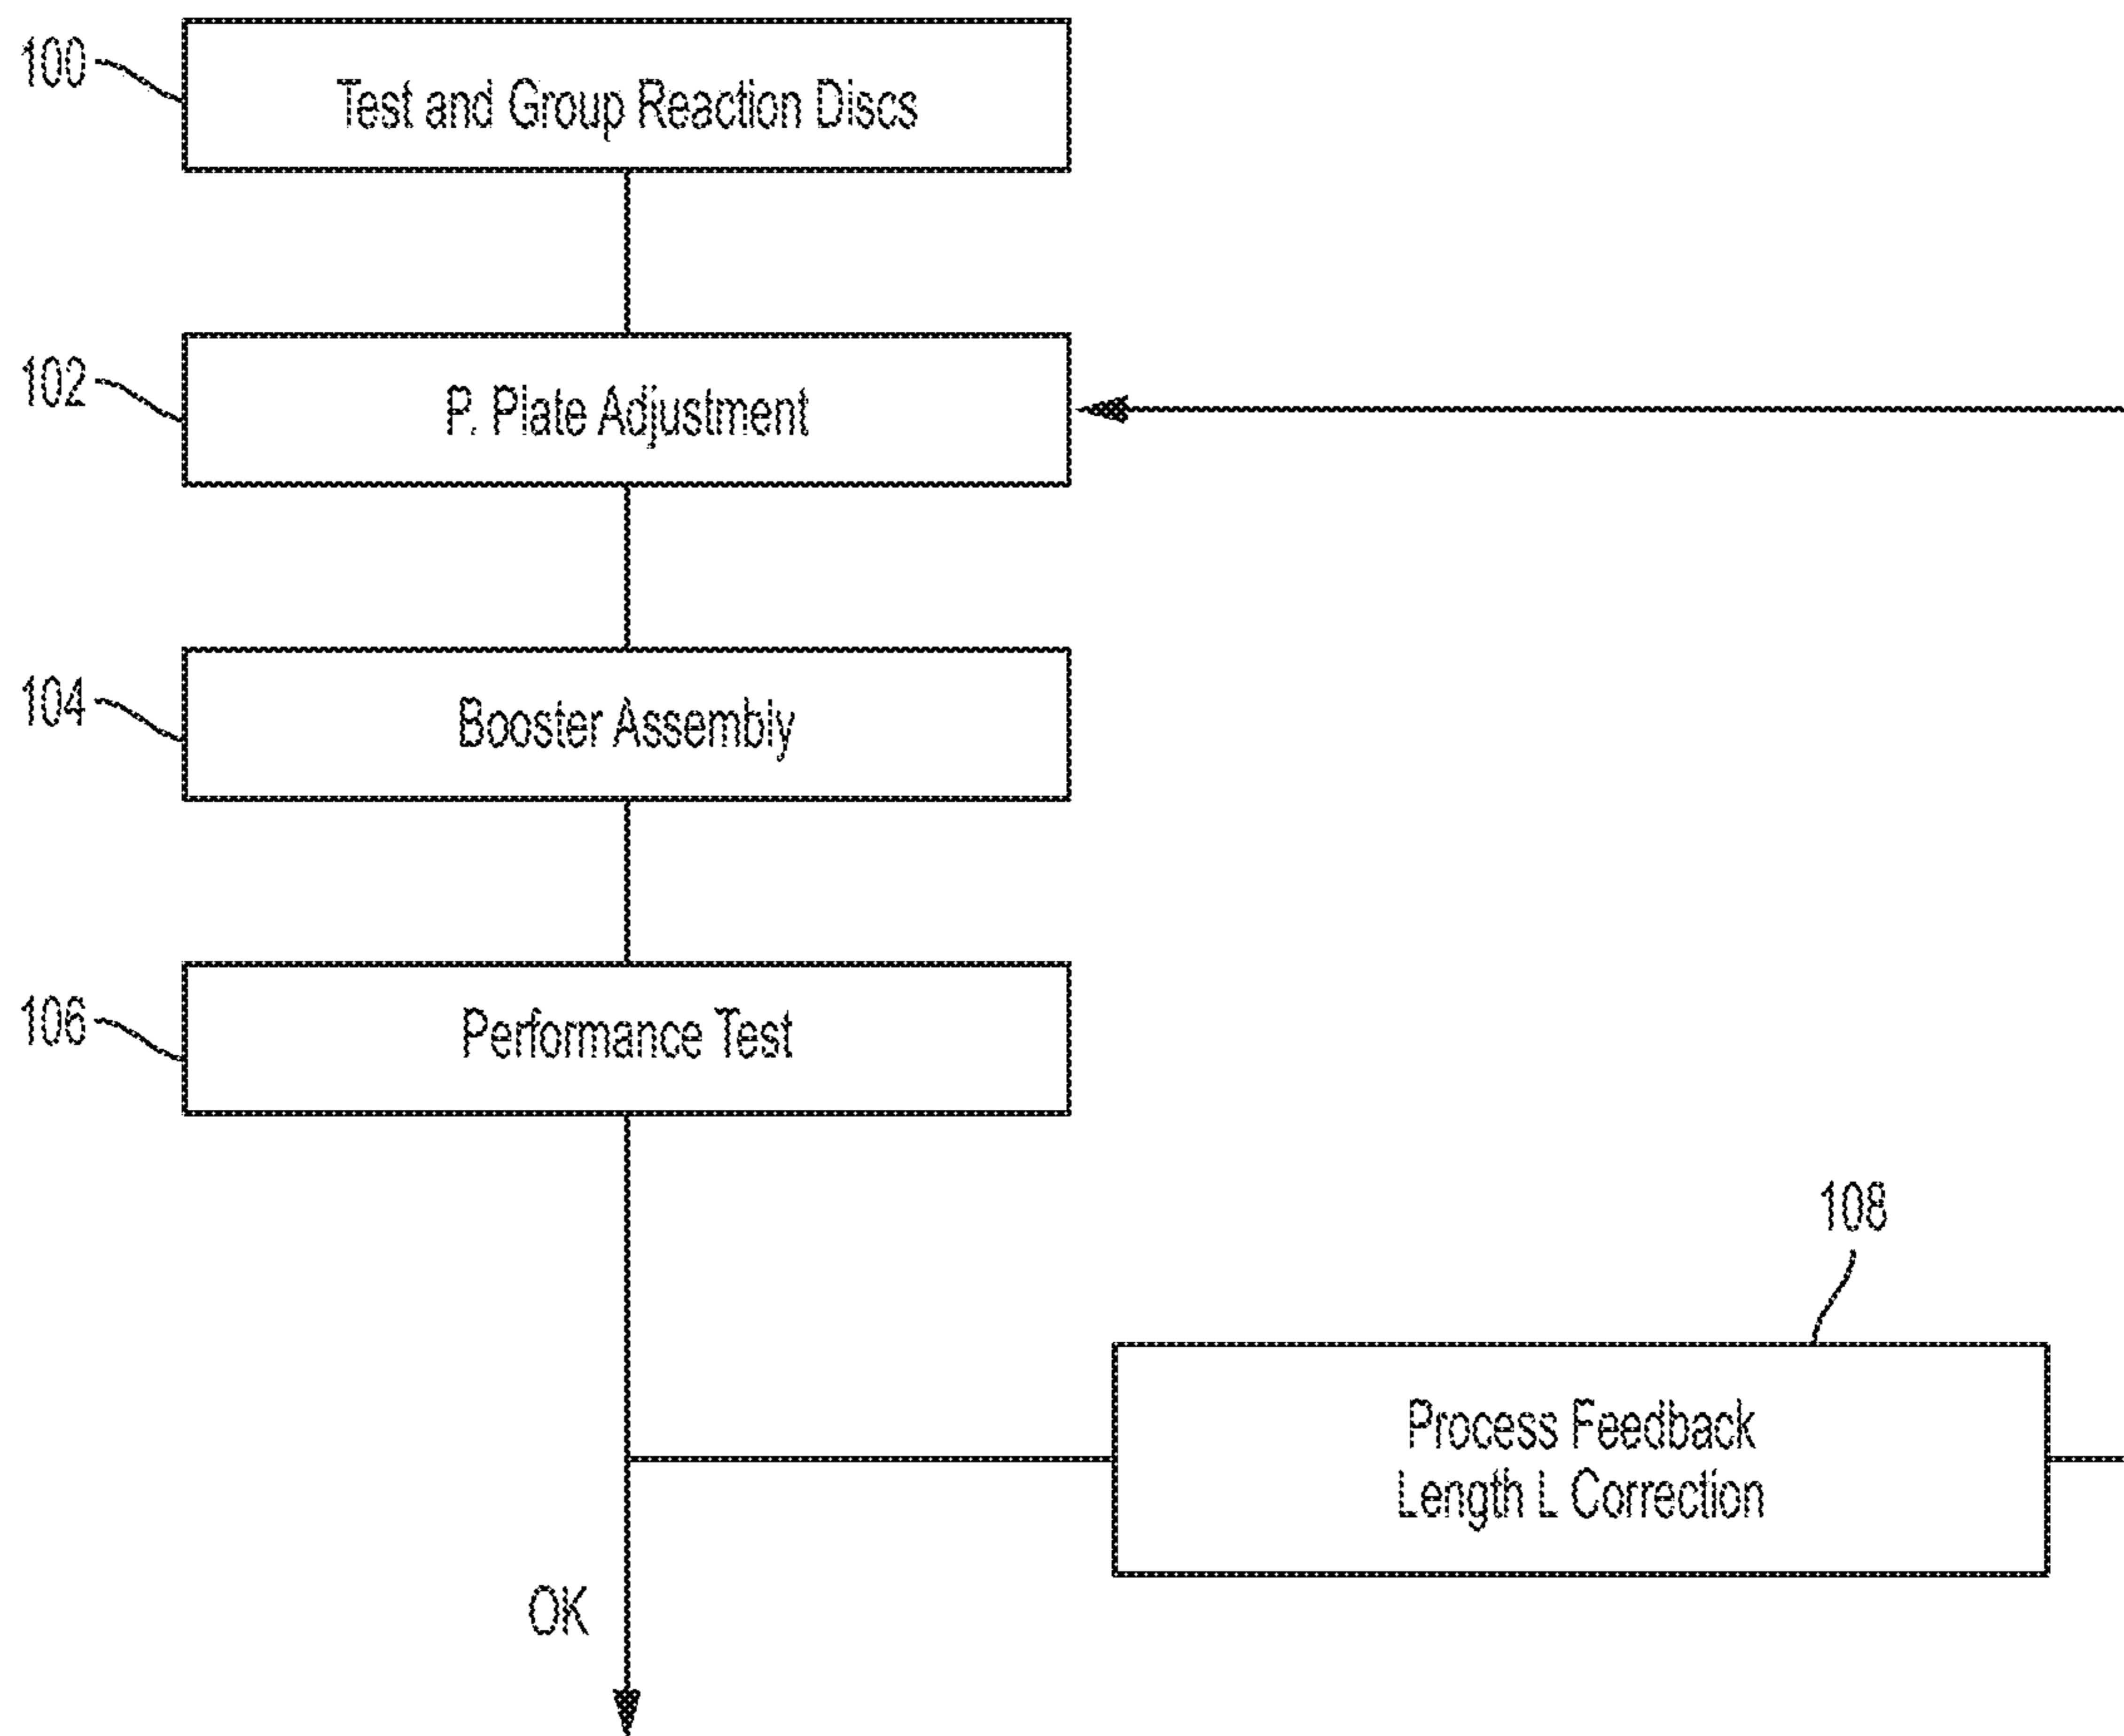 100
Test and Group Reaction Discs
102
P. Plate Adjustment
104
Booster Assembly
106
Performance Test
108
Process Feedback
Length L Correction
OK